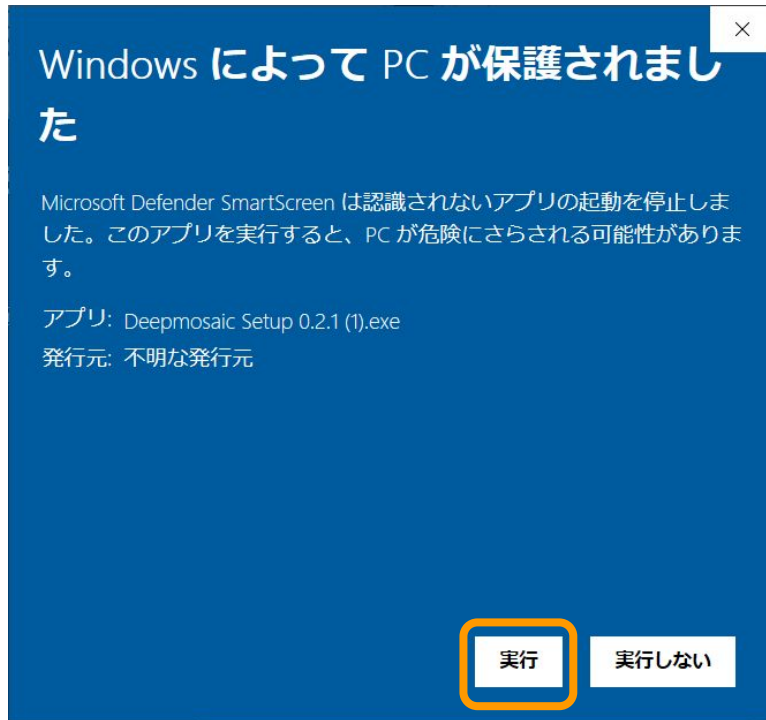 Windows によって PC が保護されまし
た
Microsoft Defender SmartScreen は認識されないアプリの起動を停止しま
した。このアプリを実行すると、PC が危険にさらされる可能性がありま
す。
アプリ: Deepmosaic Setup 0.2.1 (1).exe
発行元: 不明な発行元
実行 実行しない